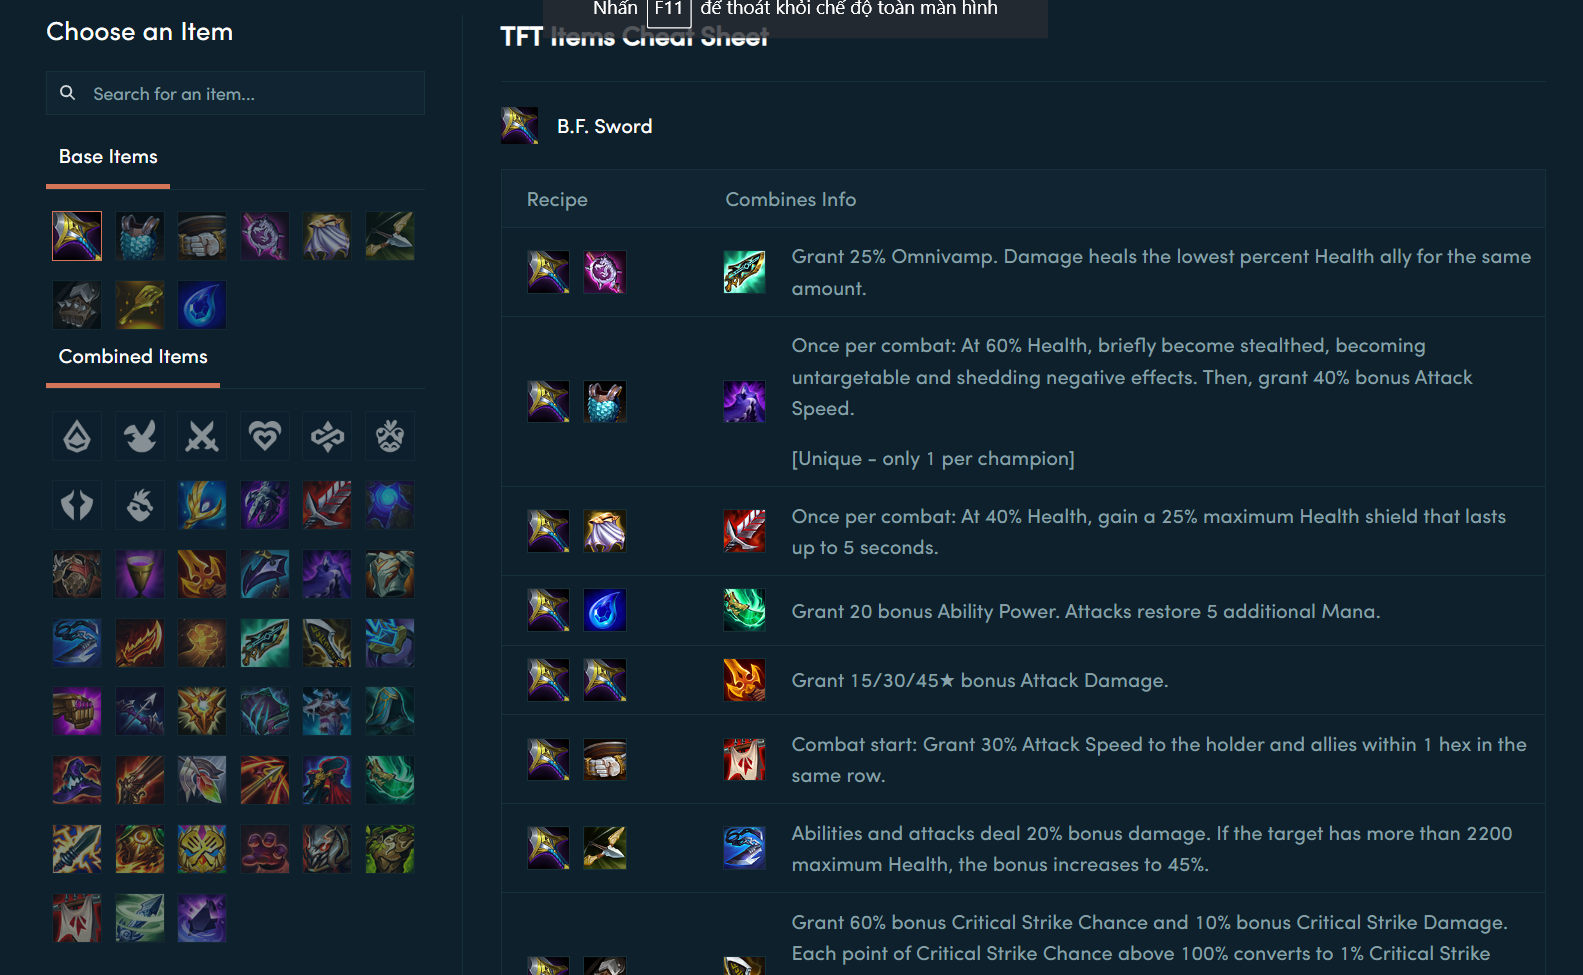 Nhấn F11 để thoát khỏi chế độ toàn màn hình
Choose an Item
TFT Items Cheat Sheet
Search for an item...
B.F. Sword
Base Items
Recipe Combines Info
Grant 25% Omnivamp. Damage heals the lowest percent Health ally for the same
amount.
Once per combat: At 60% Health, briefly become stealthed, becoming
untargetable and shedding negative effects. Then, grant 40% bonus Attack
Speed.
[Unique - only 1 per champion]
Combined Items
Once per combat: At 40% Health, gain a 25% maximum Health shield that lasts
up to 5 seconds.
Grant 20 bonus Ability Power. Attacks restore 5 additional Mana.
Grant 15/30/45★ bonus Attack Damage.
Combat start: Grant 30% Attack Speed to the holder and allies within 1 hex in the
same row.
Abilities and attacks deal 20% bonus damage. If the target has more than 2200
maximum Health, the bonus increases to 45%.
Grant 60% bonus Critical Strike Chance and 10% bonus Critical Strike Damage.
Each point of Critical Strike Chance above 100% converts to 1% Critical Strike